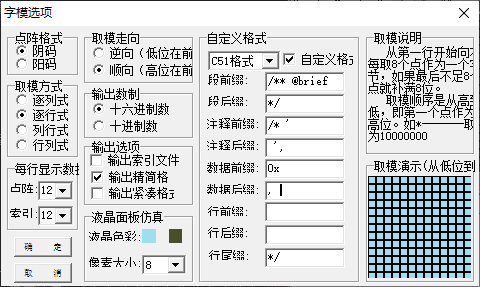 字模选项
点阵格式
阴码
阳码
取模方式
逐列式
逐行式
列行式
行列式
每行显示数据
点阵: 12
索引: 12
确 定
取 消
取模走向
逆向(低位在前
顺向(高位在前
输出数制
十六进制数
十进制数
输出选项
输出索引文件
输出精简格
输出紧凑格式
液晶面板仿真
液晶色彩:
像素大小: 8
自定义格式
C51格式 自定义格式
段前缀: /** @brief
段后缀: */
注释前缀: /* '
注释后缀: ',
数据前缀: 0x
数据后缀: ,
行前缀:
行后缀:
行尾缀: */
取模说明
从第一行开始向
每取8个点作为一个字
节，如果最后不足8个
点就补满8位。
取模顺序是从高到
低，即第一个点作为
高位。如*-------取
为10000000
取模演示(从低位到